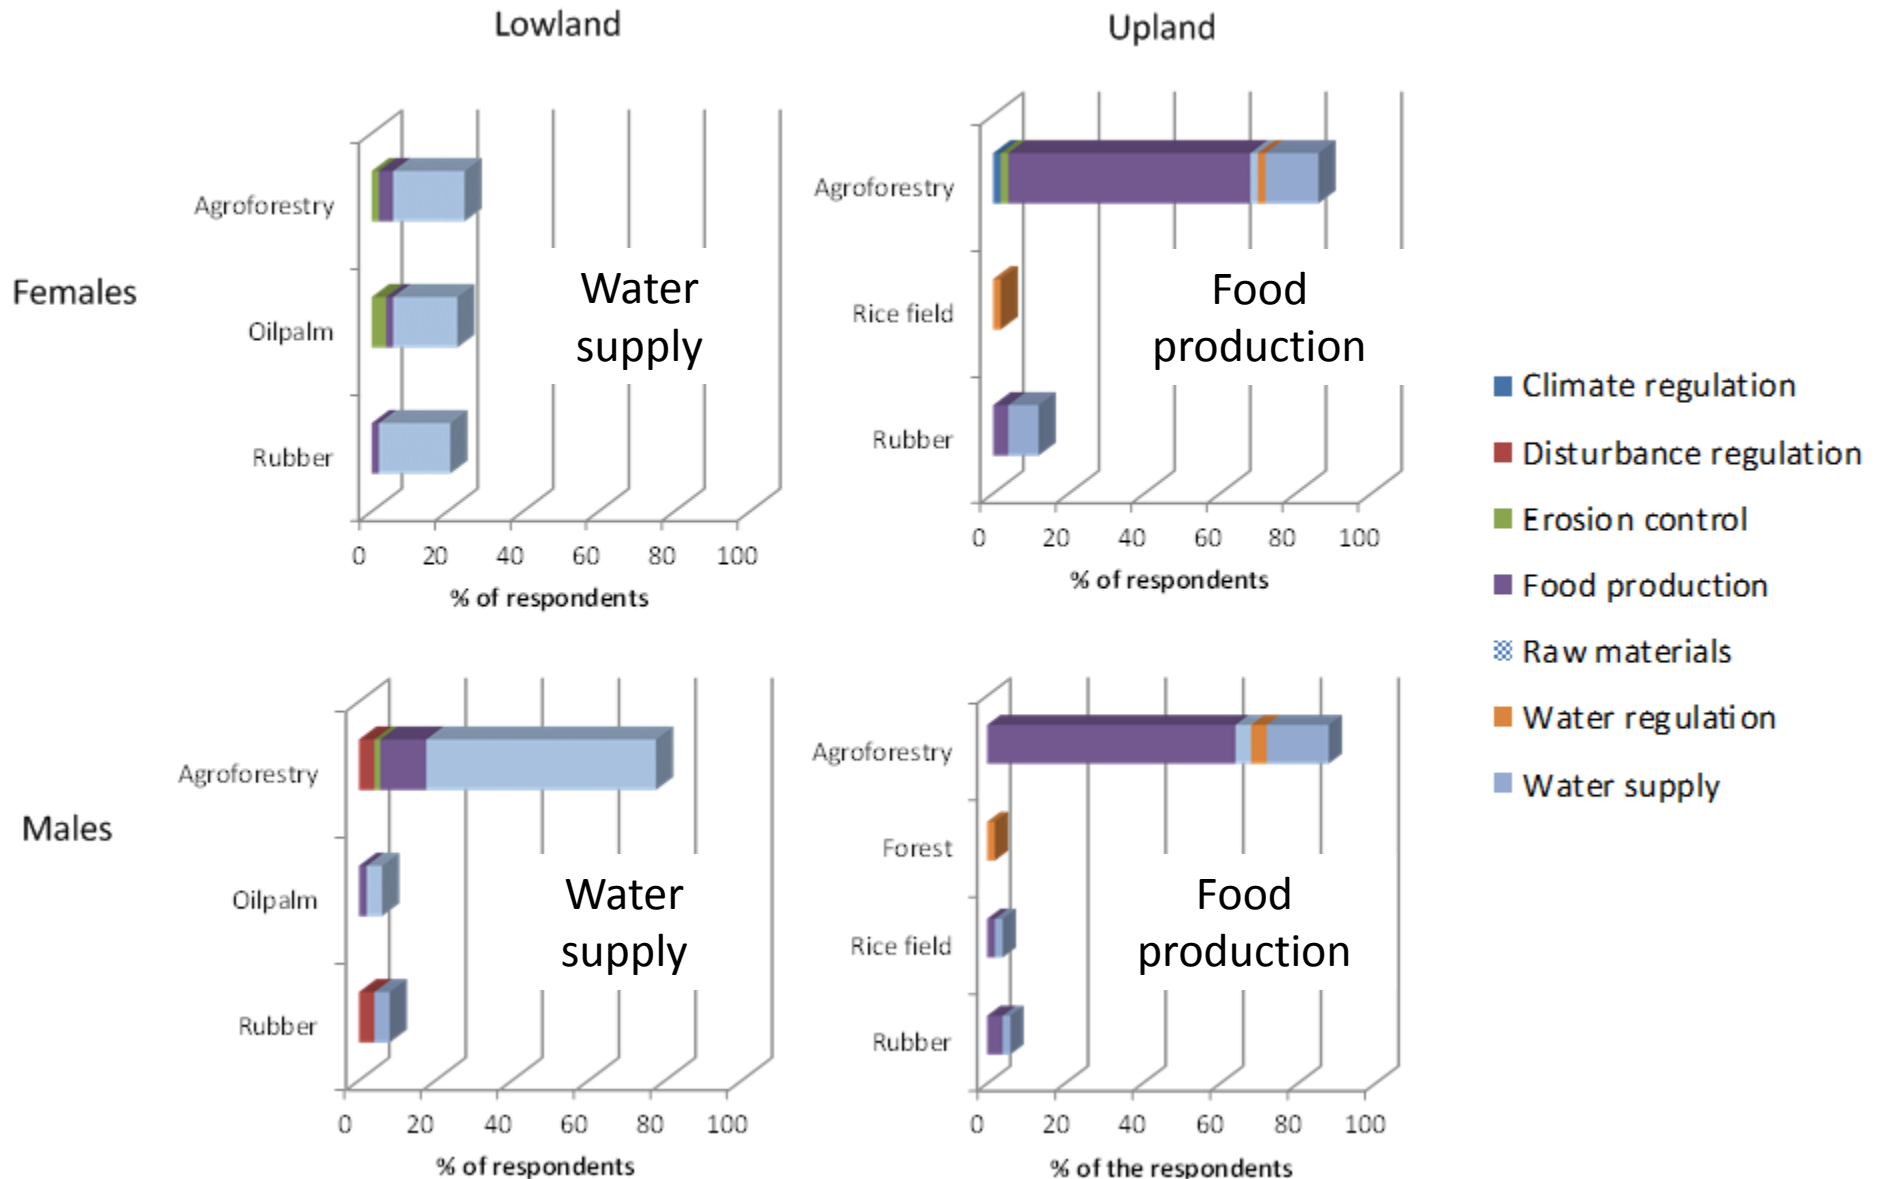 Lowland
Upland
Females
Agroforestry
Oilpalm
Rubber
Water
supply
0 20 40 60 80 100
% of respondents
Agroforestry
Rice field
Rubber
Food
production
0 20 40 60 80 100
% of respondents
Climate regulation
Disturbance regulation
Erosion control
Food production
Raw materials
Water regulation
Water supply
Males
Agroforestry
Oilpalm
Rubber
Water
supply
0 20 40 60 80 100
% of respondents
Agroforestry
Forest
Rice field
Rubber
Food
production
0 20 40 60 80 100
% of the respondents